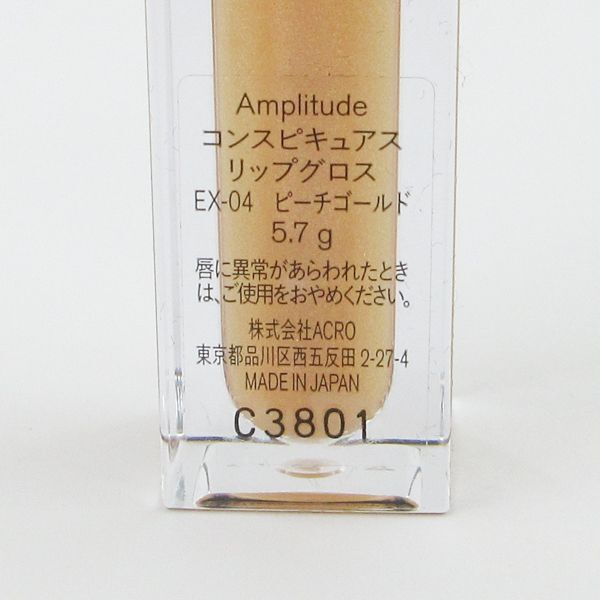 Amplitude
コンスピキュアス
リップグロス
EX-04　ピーチゴールド
5.7 g
唇に異常があらわれたとき
は、ご使用をおやめください。
株式会社ACRO
東京都品川区西五反田 2-27-4
MADE IN JAPAN
C3801